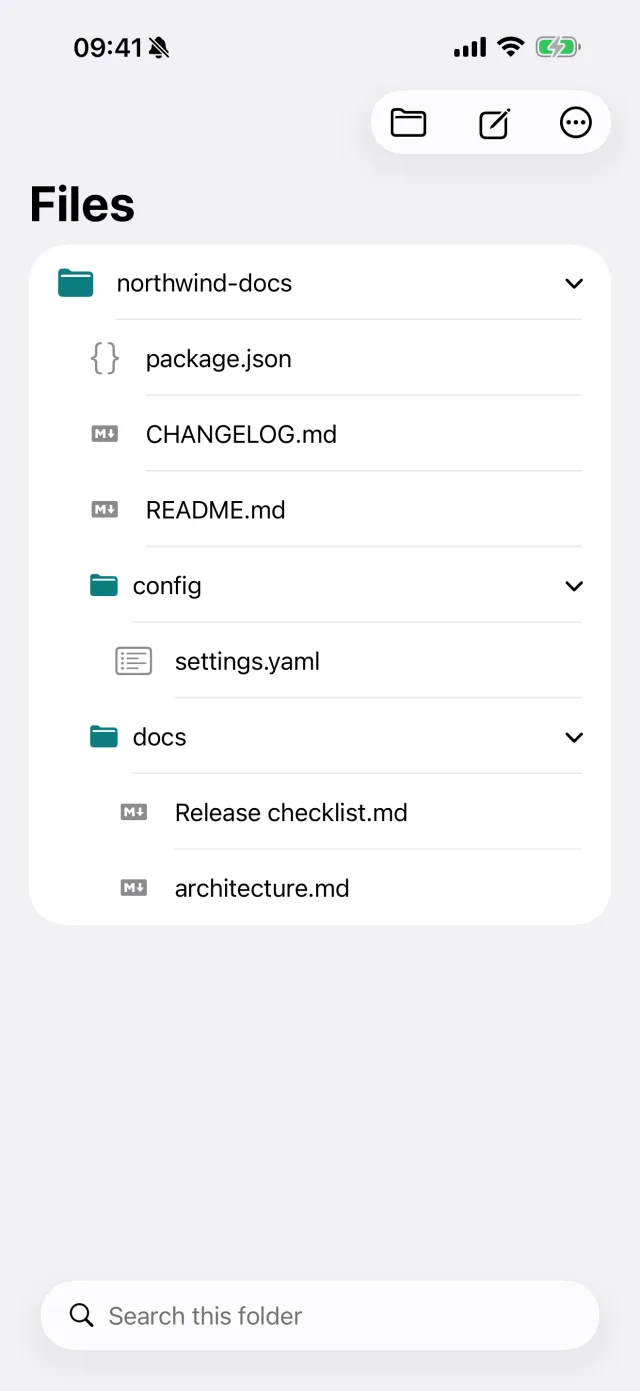 09:41
Files
northwind-docs
package.json
M↓ CHANGELOG.md
M↓ README.md
config
settings.yaml
docs
M↓ Release checklist.md
M↓ architecture.md
Search this folder